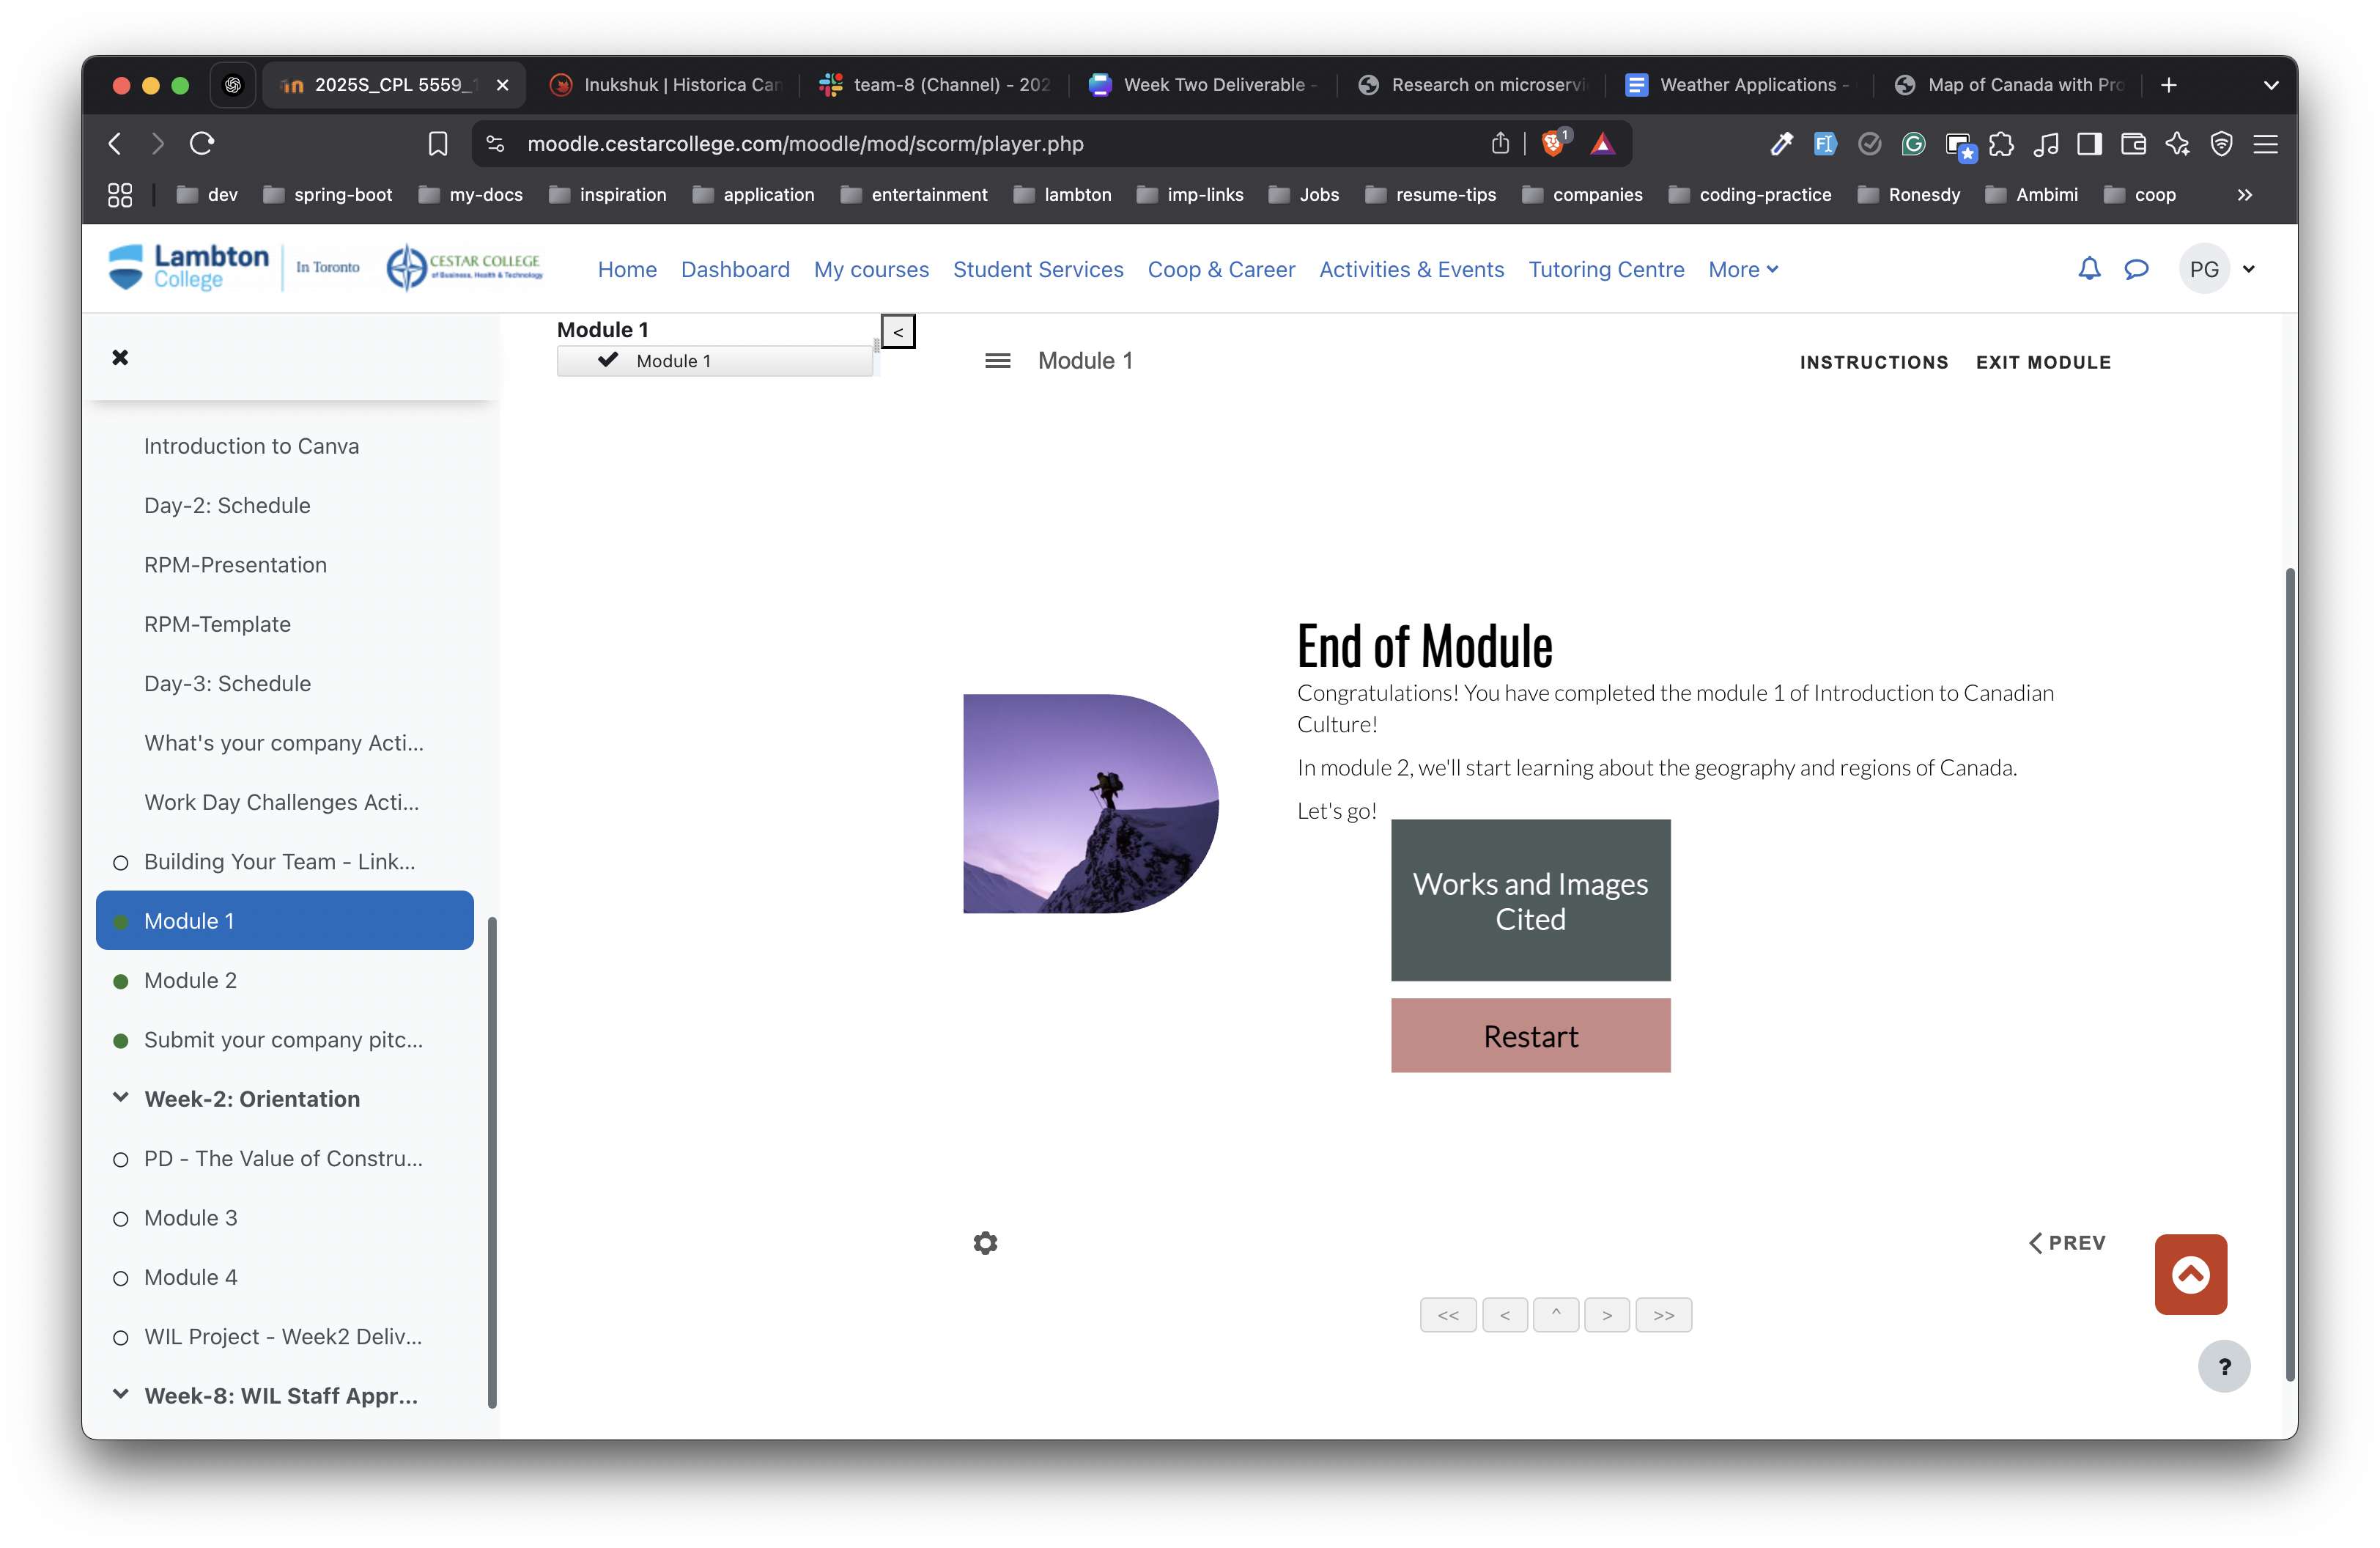 2025S_CPL 5559_
Inukshuk | Historica Can
team-8 (Channel) - 202
Week Two Deliverable -
Research on microservi
Weather Applications -
Map of Canada with Pro
moodle.cestarcollege.com/moodle/mod/scorm/player.php
1
dev
spring-boot
my-docs
inspiration
application
entertainment
lambton
imp-links
Jobs
resume-tips
companies
coding-practice
Ronesdy
Ambimi
coop
Lambton
College
In Toronto
CESTAR COLLEGE
of Business, Health & Technology
Home
Dashboard
My courses
Student Services
Coop & Career
Activities & Events
Tutoring Centre
More
PG
Introduction to Canva
Day-2: Schedule
RPM-Presentation
RPM-Template
Day-3: Schedule
What's your company Acti...
Work Day Challenges Acti...
Building Your Team - Link...
Module 1
Module 2
Submit your company pitc...
Week-2: Orientation
PD - The Value of Constru...
Module 3
Module 4
WIL Project - Week2 Deliv...
Week-8: WIL Staff Appr...
Module 1
<
Module 1
Module 1
INSTRUCTIONS
EXIT MODULE
End of Module
Congratulations! You have completed the module 1 of Introduction to Canadian
Culture!
In module 2, we'll start learning about the geography and regions of Canada.
Let's go!
Works and Images
Cited
Restart
PREV
<<
<
^
>
>>
?